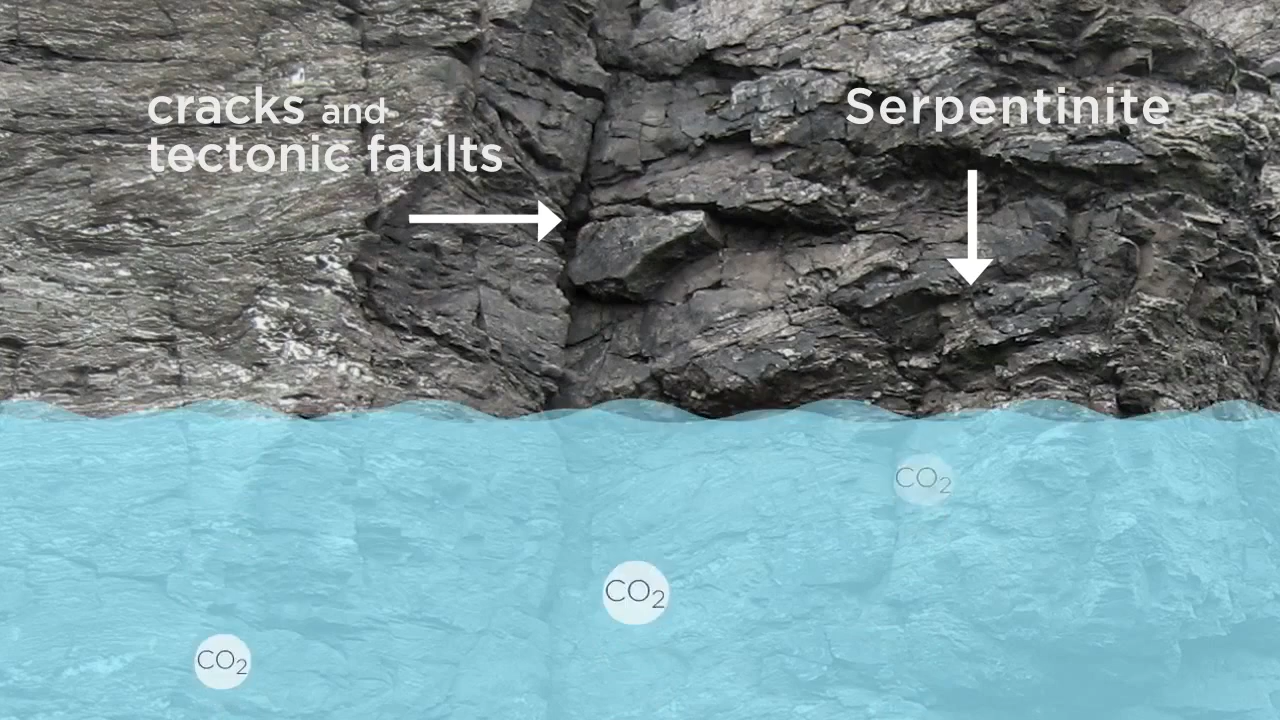 cracks and
tectonic faults
Serpentinite
CO₂
CO₂
CO₂